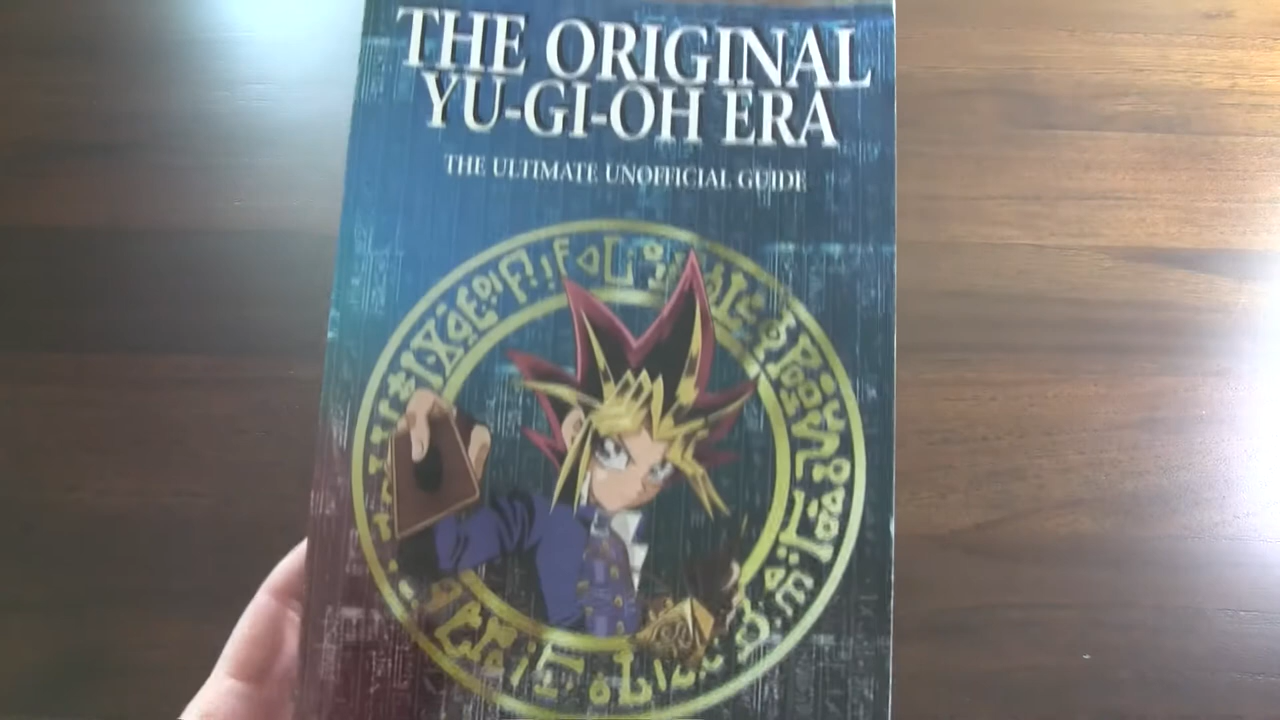 THE ORIGINAL
YU-GI-OH ERA
THE ULTIMATE UNOFFICIAL GUIDE